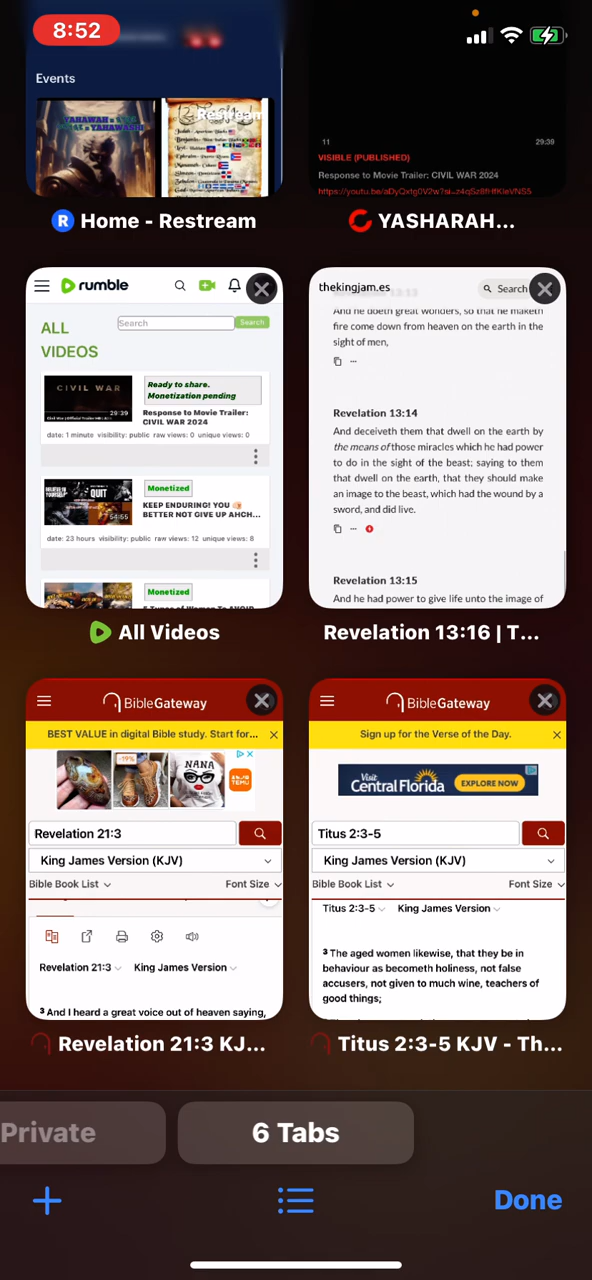 8:52
Events
YAHAWAH
YAHAWASHI
Restream
11
29:39
VISIBLE (PUBLISHED)
Response to Movie Trailer: CIVIL WAR 2024
Home - Restream
YASHARAH...
rumble
ALL
VIDEOS
Search
Search
CIVIL WAR
29:39
Ready to share.
Monetization pending
Response to Movie Trailer:
CIVIL WAR 2024
date: 1 minute visibility: public raw views: 0 unique views: 0
QUIT
54:55
Monetized
KEEP ENDURING! YOU
BETTER NOT GIVE UP AHCH...
date: 23 hours visibility: public raw views: 12 unique views: 8
Monetized
All Videos
thekingjam.es
Search
And he doeth great wonders, so that he maketh
fire come down from heaven on the earth in the
sight of men,
Revelation 13:14
And deceiveth them that dwell on the earth by
the means of those miracles which he had power
to do in the sight of the beast; saying to them
that dwell on the earth, that they should make
an image to the beast, which had the wound by a
sword, and did live.
Revelation 13:15
And he had power to give life unto the image of
Revelation 13:16 | T...
BibleGateway
BEST VALUE in digital Bible study. Start for...
-19%
NANA
TEMU
Revelation 21:3
King James Version (KJV)
Bible Book List
Font Size
Revelation 21:3
King James Version
3 And I heard a great voice out of heaven saying,
Revelation 21:3 KJ...
BibleGateway
Sign up for the Verse of the Day.
Visit
Central Florida
EXPLORE NOW
Titus 2:3-5
King James Version (KJV)
Bible Book List
Font Size
Titus 2:3-5
King James Version
3 The aged women likewise, that they be in
behaviour as becometh holiness, not false
accusers, not given to much wine, teachers of
good things;
Titus 2:3-5 KJV - Th...
Private
6 Tabs
Done